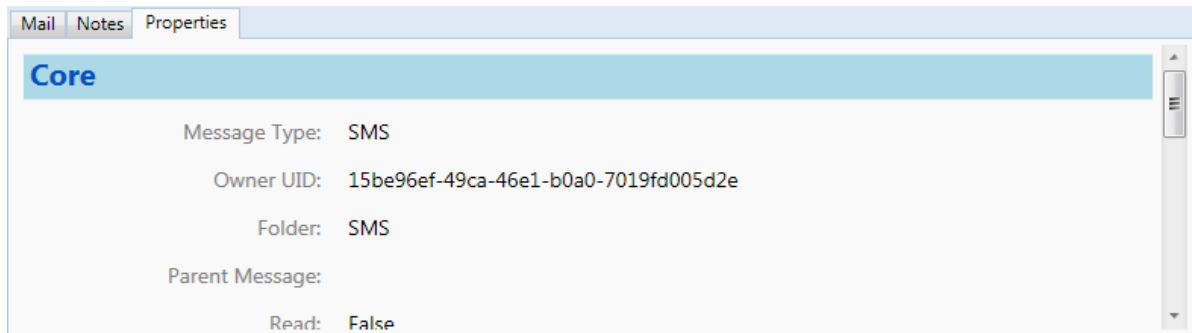 Mail Notes Properties
Core
Message Type: SMS
Owner UID: 15be96ef-49ca-46e1-b0a0-7019fd005d2e
Folder: SMS
Parent Message:
Read: False